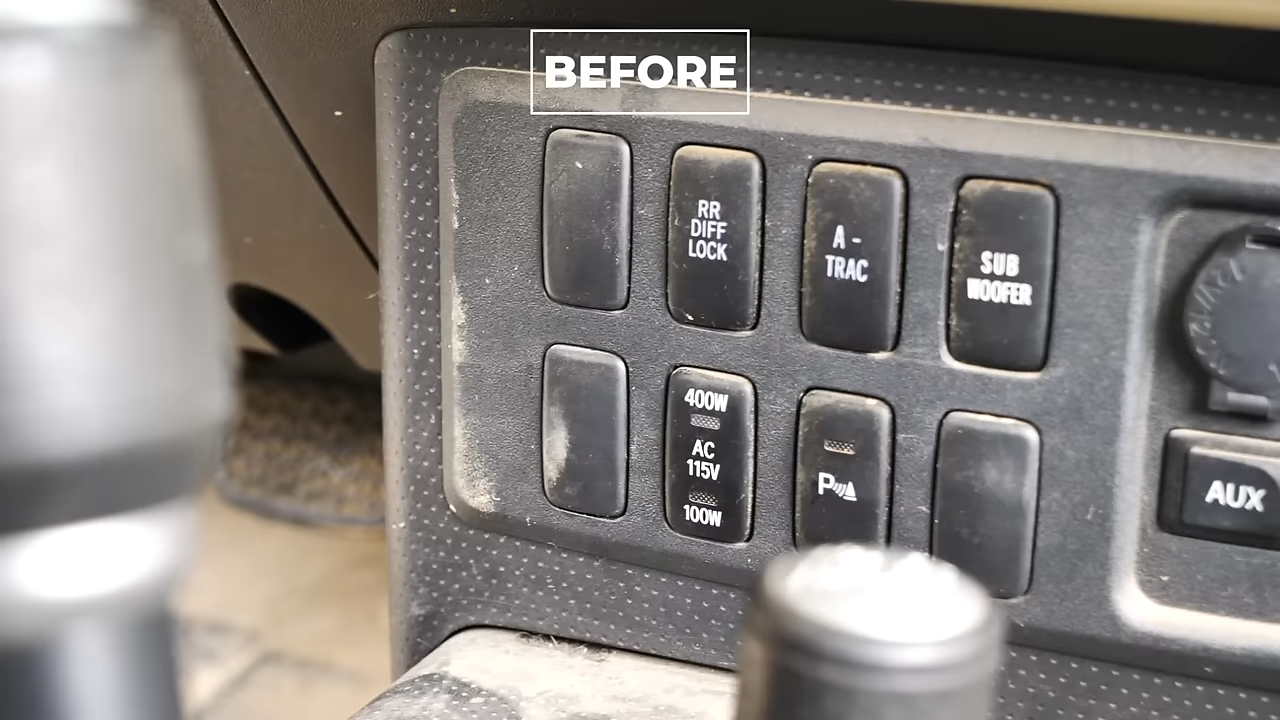 BEFORE
RR
DIFF
LOCK
A -
TRAC
SUB
WOOFER
400W
AC
115V
100W
P
AUX